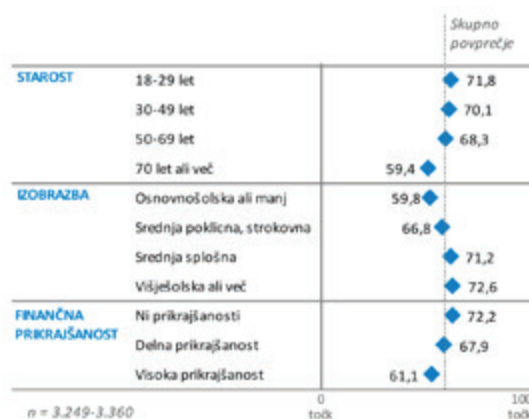 Skupno
povprečje
STAROST 18-29 let 71,8
30-49 let 70,1
50-69 let 68,3
70 let ali več 59,4
IZOBRAZBA Osnovnošolska ali manj 59,8
Srednja poklicna, strokovna 66,8
Srednja splošna 71,2
Višješolska ali več 72,6
FINANČNA Ni prikrajšanosti 72,2
PRIKRAJŠANOST Delna prikrajšanost 67,9
Visoka prikrajšanost 61,1
n = 3.249-3.360
0
točk